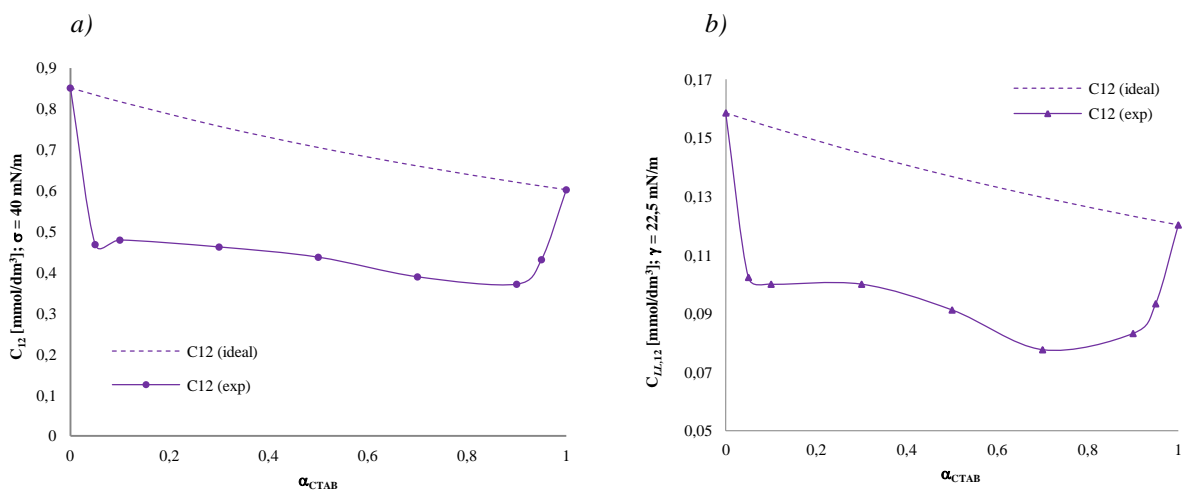 a)
C12 [mmol/dm3]; σ = 40 mN/m
0,9
0,8
0,7
0,6
0,5
0,4
0,3
0,2
0,1
0
C12 (ideal)
C12 (exp)
0 0,2 0,4 0,6 0,8 1
αCTAB
b)
CLL,12 [mmol/dm3]; γ = 22,5 mN/m
0,17
0,15
0,13
0,11
0,09
0,07
0,05
C12 (ideal)
C12 (exp)
0 0,2 0,4 0,6 0,8 1
αCTAB